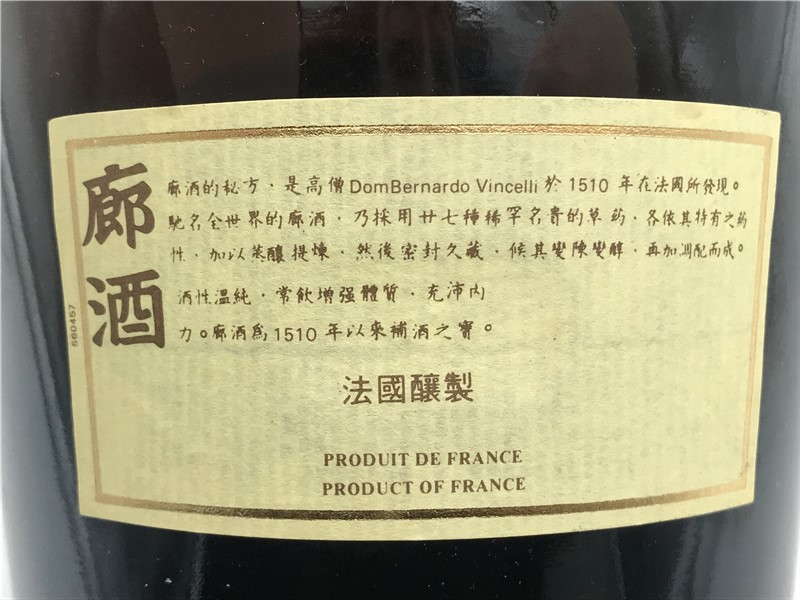 廊酒
廊酒的秘方，是高僧DomBernardo Vincelli於1510年在法國所發現。
馳名全世界的廊酒，乃採用廿七種稀罕名貴的草药，各依其特有之药
性，加以蒸釀提煉，然後密封久藏，候其變陳變醇，再加調配而成。
酒性溫純，常飲增强體質，充沛內
力。廊酒為1510年以來補酒之寶。
法國釀製
PRODUIT DE FRANCE
PRODUCT OF FRANCE
560457